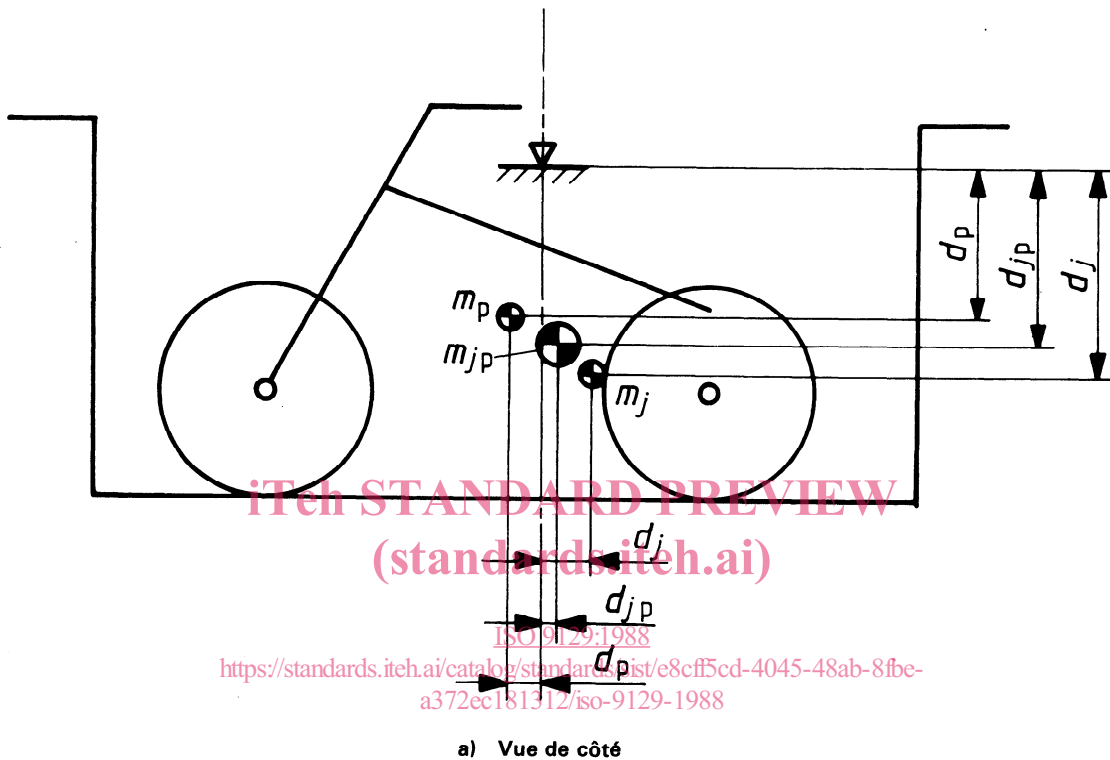 d_p
d_jp
d_j
m_p
m_jp
m_j
iTeh STANDARD PREVIEW
(standards.iteh.ai)
d_j
d_jp
ISO 9129:1988
d_p
https://standards.iteh.ai/catalog/standards/sist/e8cff5cd-4045-48ab-8fbe-
a372ec181312/iso-9129-1988
a) Vue de côté